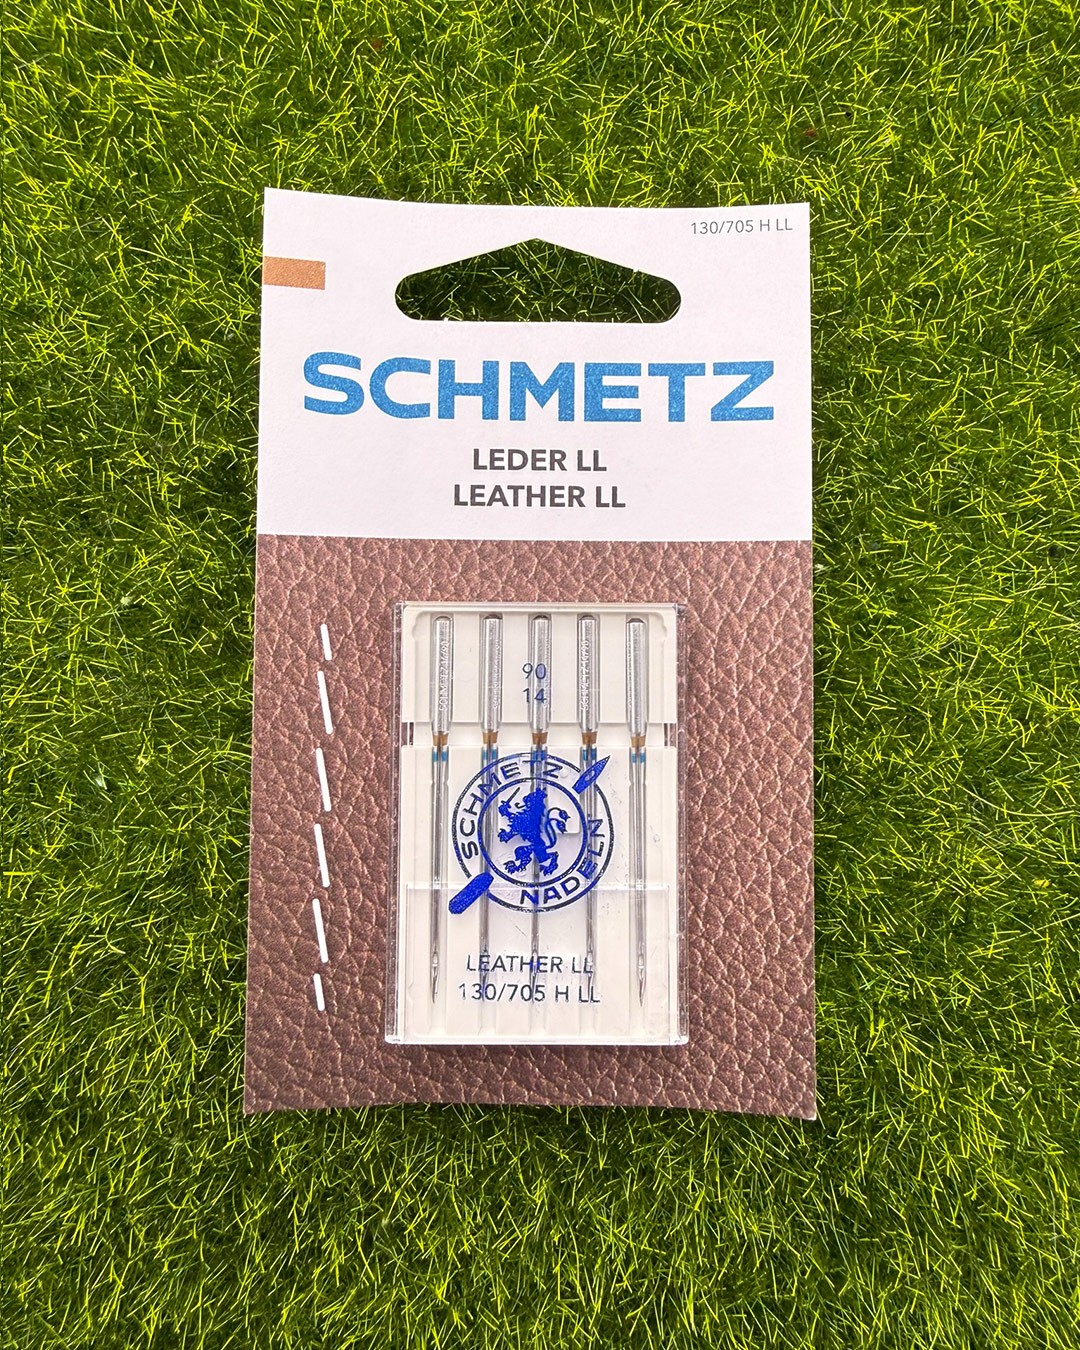 130/705 H LL
SCHMETZ
LEDER LL
LEATHER LL
90
14
SCHMETZ
NADELN
LEATHER LL
130/705 H LL